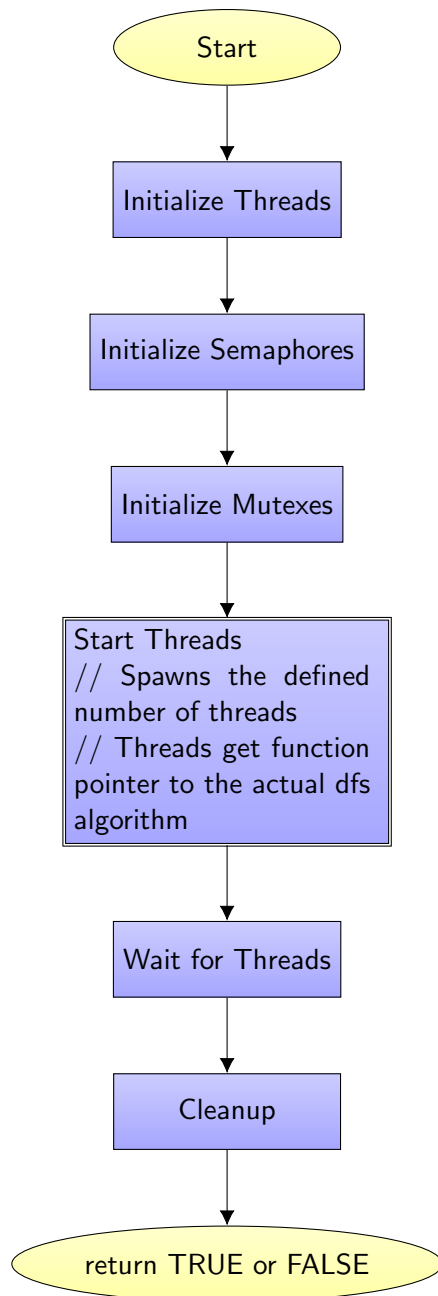 Start
Initialize Threads
Initialize Semaphores
Initialize Mutexes
Start Threads
// Spawns the defined
number of threads
// Threads get function
pointer to the actual dfs
algorithm
Wait for Threads
Cleanup
return TRUE or FALSE